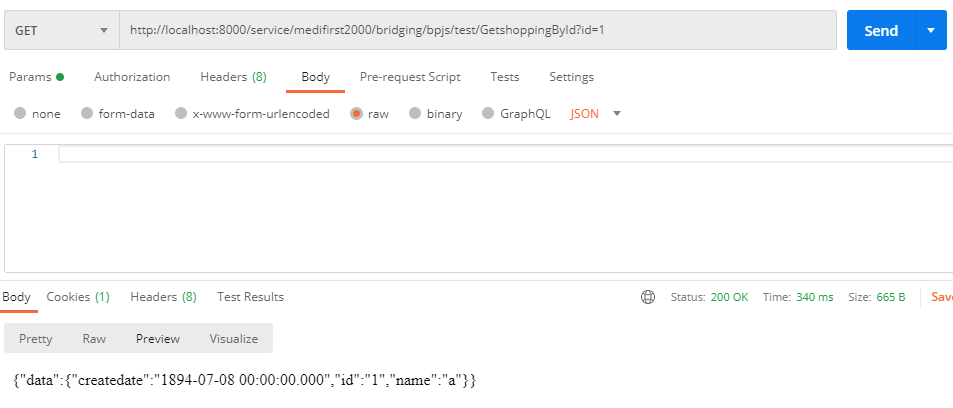 GET http://localhost:8000/service/medifirst2000/bridging/bpjs/test/GetshoppingById?id=1 Send
Params Authorization Headers (8) Body Pre-request Script Tests Settings
none form-data x-www-form-urlencoded raw binary GraphQL JSON
1
Body Cookies (1) Headers (8) Test Results Status: 200 OK Time: 340 ms Size: 665 B Save
Pretty Raw Preview Visualize
{"data":{"createdate":"1894-07-08 00:00:00.000","id":"1","name":"a"}}